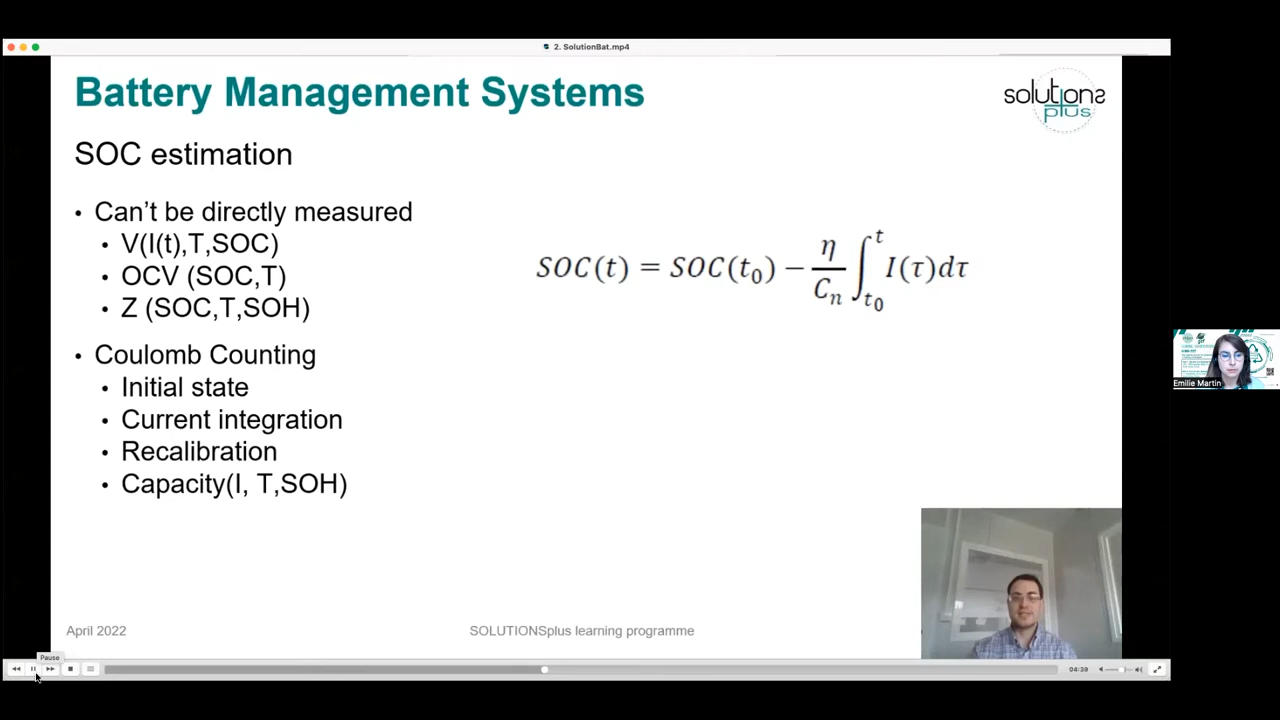 2. SolutionBat.mp4
Battery Management Systems
solutions
plus
SOC estimation
• Can't be directly measured
• V(I(t),T,SOC)
• OCV (SOC,T)
• Z (SOC,T,SOH)
SOC(t) = SOC(t₀) − η/Cₙ ∫ₜ₀ᵗ I(τ)dτ
• Coulomb Counting
• Initial state
• Current integration
• Recalibration
• Capacity(I, T,SOH)
Emilie Martin
April 2022
SOLUTIONSplus learning programme
Pause
04:39